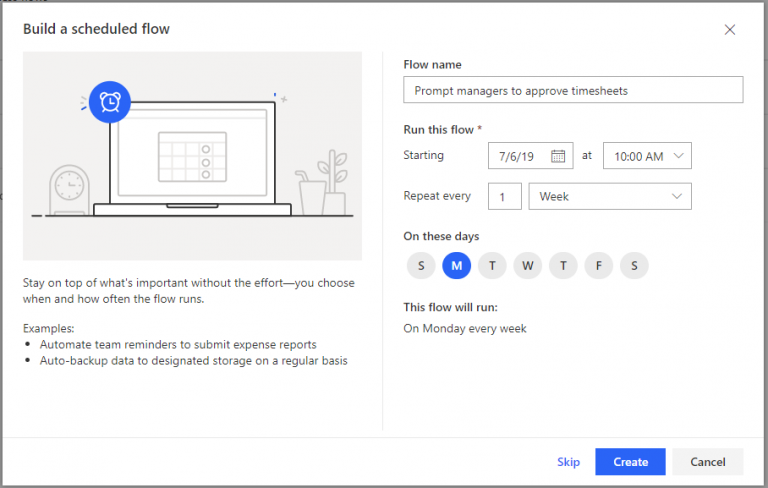 Build a scheduled flow
Stay on top of what's important without the effort—you choose
when and how often the flow runs.
Examples:
• Automate team reminders to submit expense reports
• Auto-backup data to designated storage on a regular basis
Flow name
Prompt managers to approve timesheets
Run this flow *
Starting 7/6/19 at 10:00 AM
Repeat every 1 Week
On these days
S M T W T F S
This flow will run:
On Monday every week
Skip Create Cancel